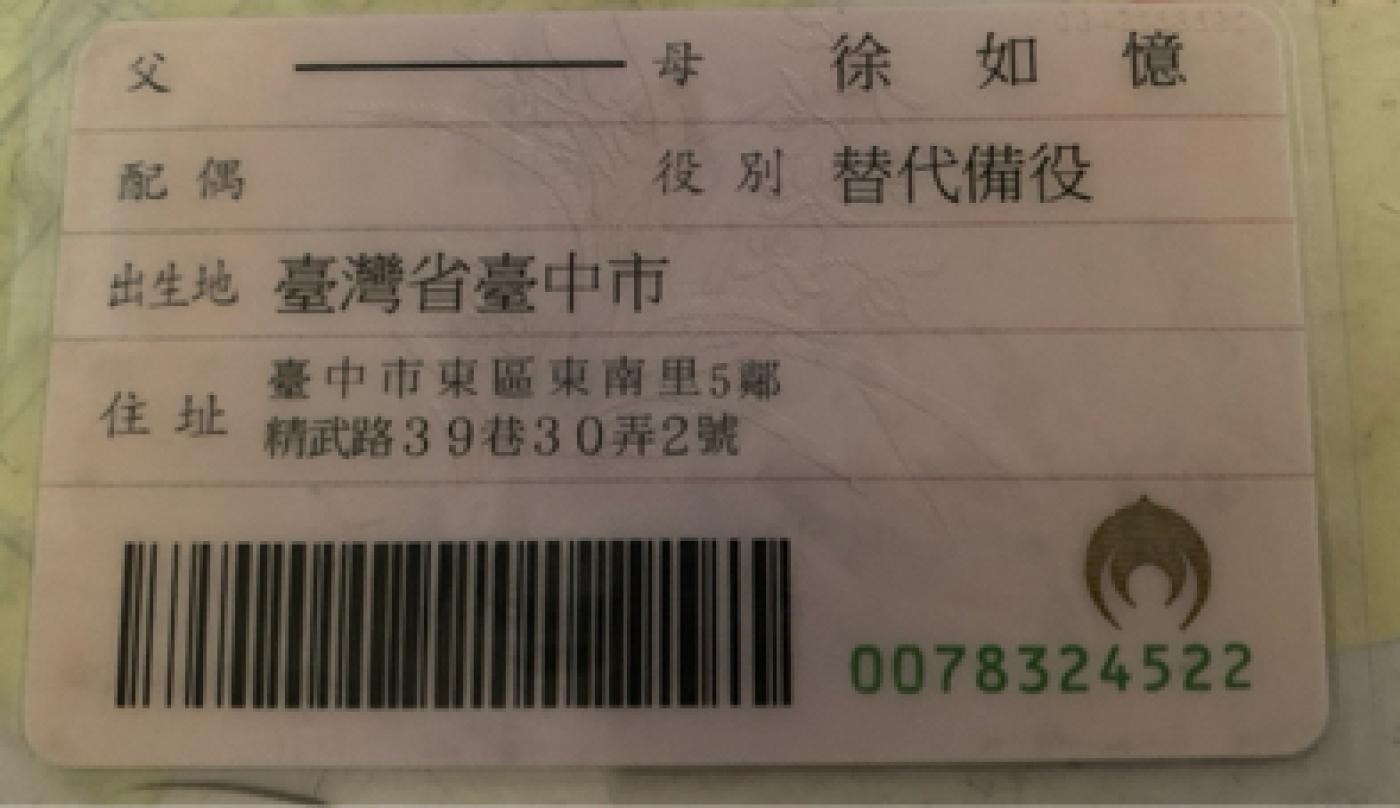 父 母 徐如憶
配偶 役別 替代備役
出生地 臺灣省臺中市
住址 臺中市東區東南里5鄰
精武路39巷30弄2號
0078324522